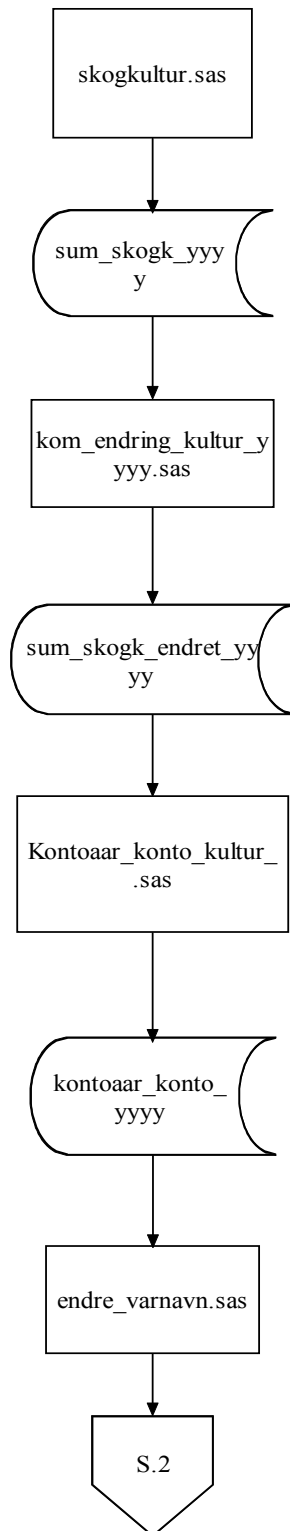 skogkultur.sas
sum_skogk_yyy
y
kom_endring_kultur_y
yyy.sas
sum_skogk_endret_yy
yy
Kontoaar_konto_kultur_
.sas
kontoaar_konto_
yyyy
endre_varnavn.sas
S.2